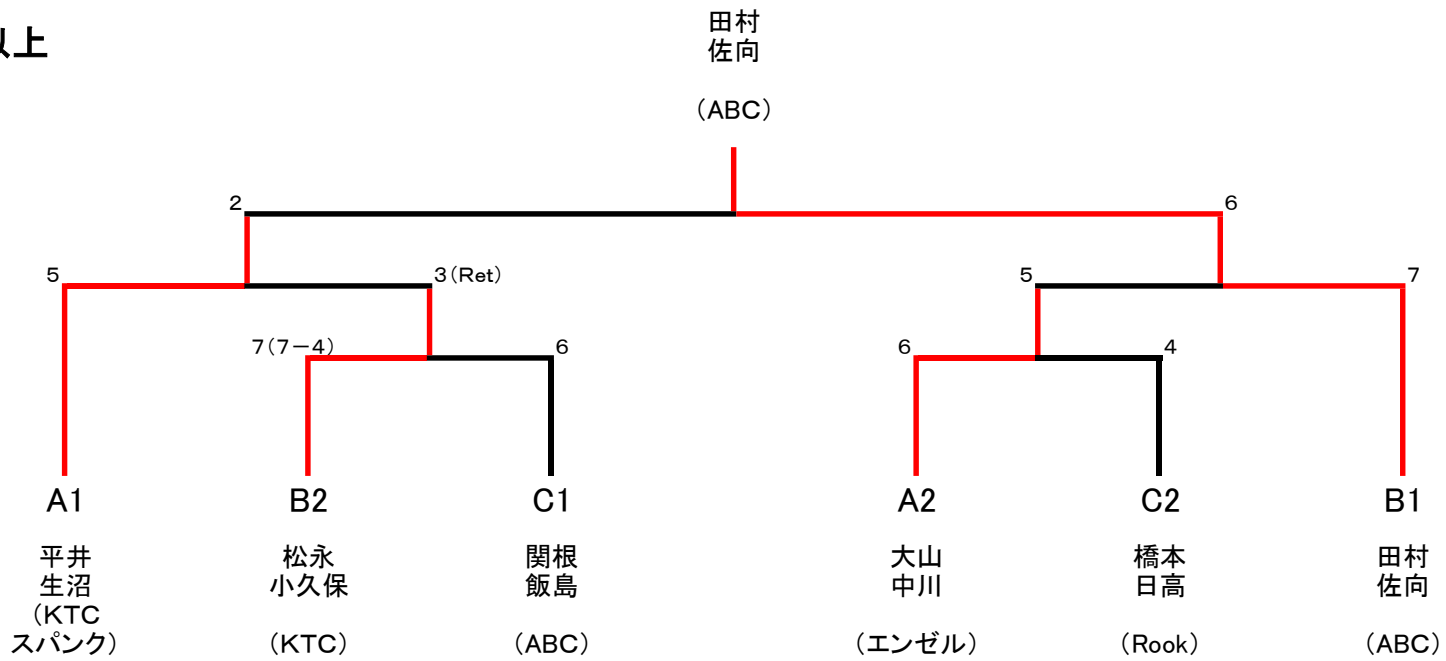 以上
田村
佐向
（ABC）
2
6
5
3（Ret）
5
7
7（7－4）
6
6
4
A1
B2
C1
A2
C2
B1
平井
生沼
（KTC
スパンク）
松永
小久保
（KTC）
関根
飯島
（ABC）
大山
中川
（エンゼル）
橋本
日高
（Rook）
田村
佐向
（ABC）